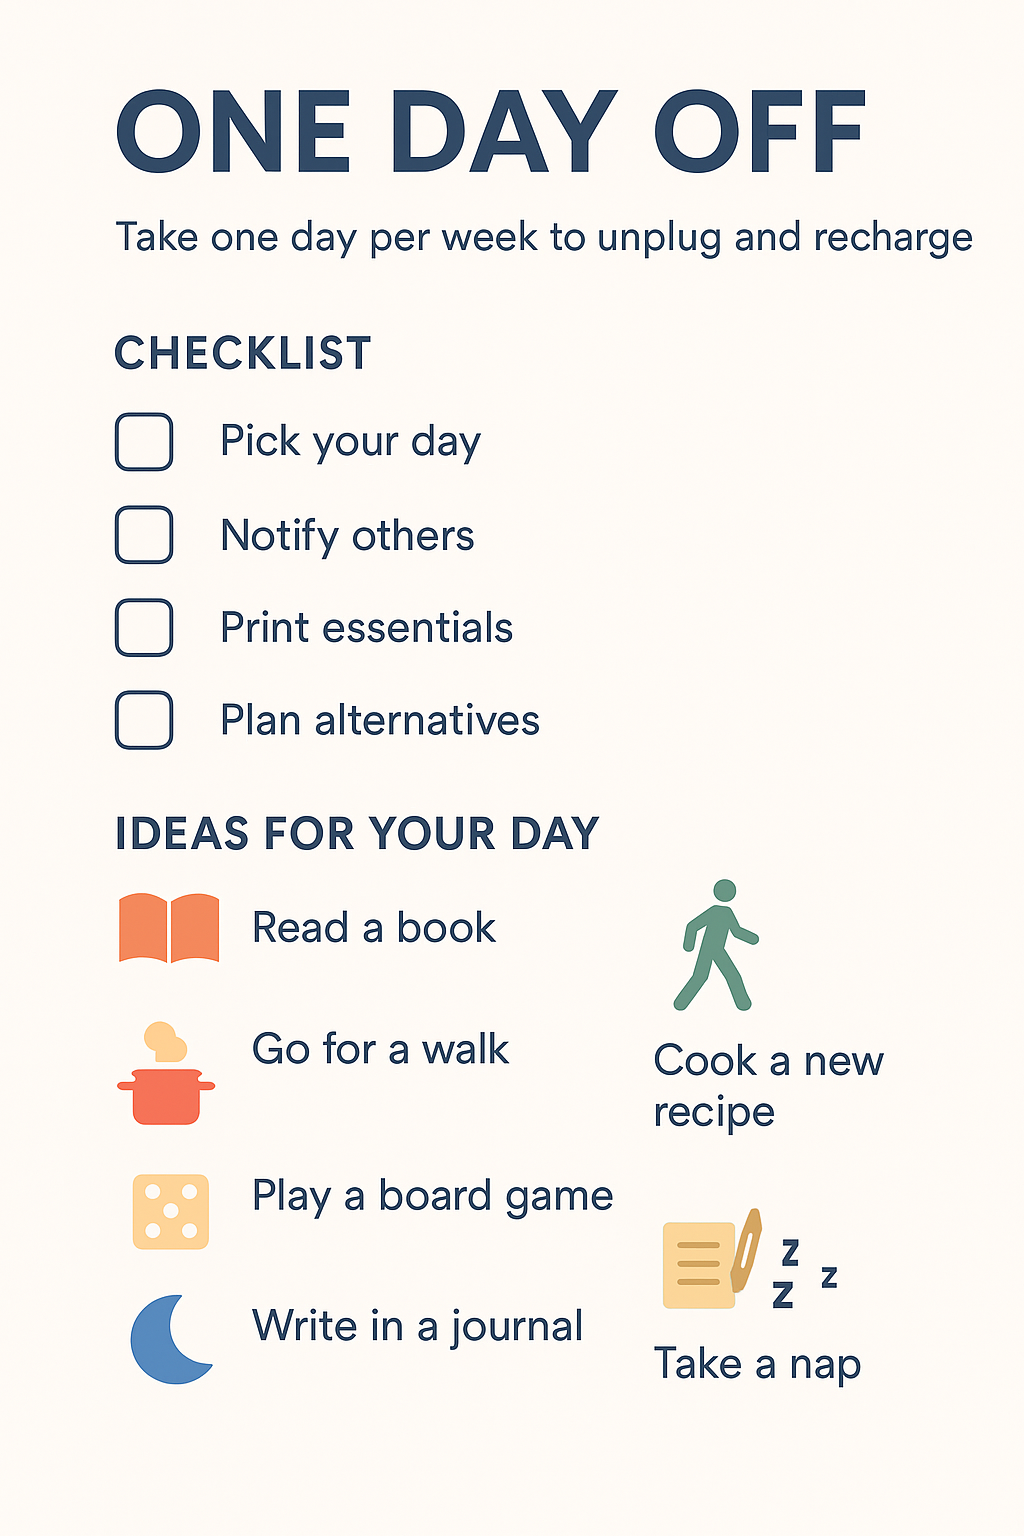 ONE DAY OFF
Take one day per week to unplug and recharge
CHECKLIST
Pick your day
Notify others
Print essentials
Plan alternatives
IDEAS FOR YOUR DAY
Read a book
Go for a walk
Play a board game
Write in a journal
Cook a new
recipe
z
z
z
Take a nap